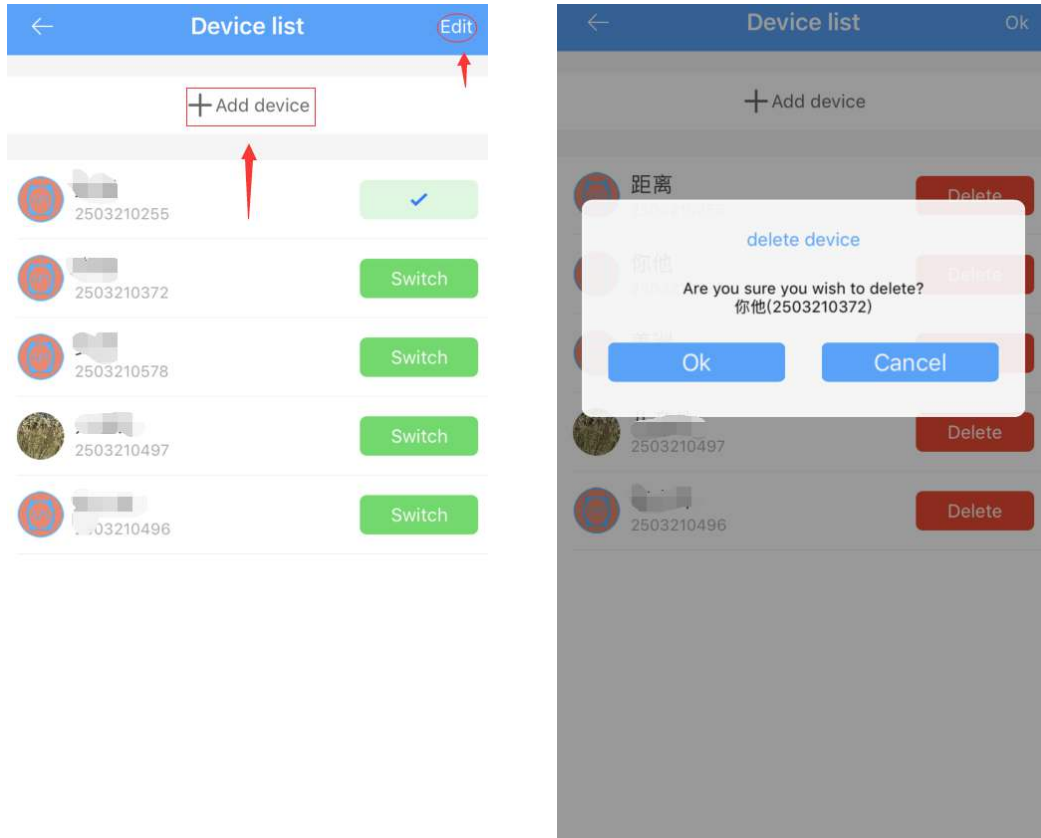 Device list
Edit
Add device
2503210255
2503210372
Switch
2503210578
Switch
2503210497
Switch
03210496
Switch
Device list
Ok
Add device
距离
Delete
delete device
你他
Are you sure you wish to delete?
你他(2503210372)
Ok
Cancel
2503210497
Delete
2503210496
Delete